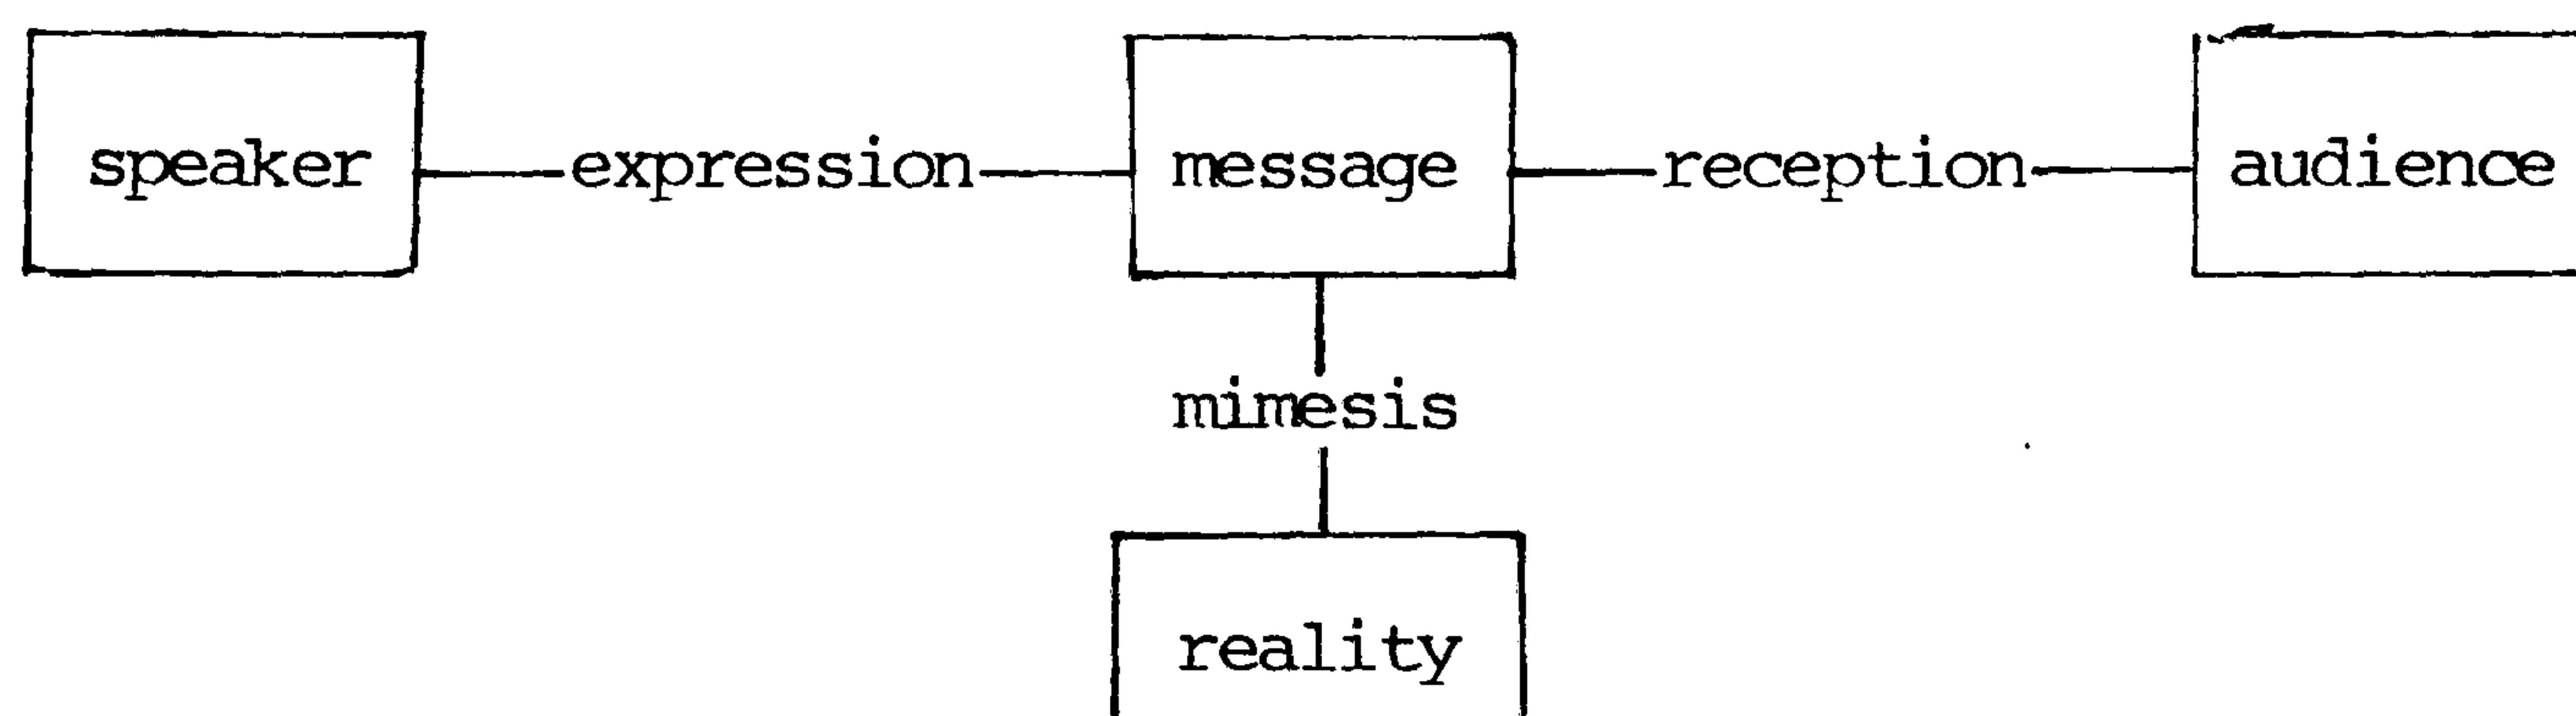 speaker expression message reception audience
mimesis
reality